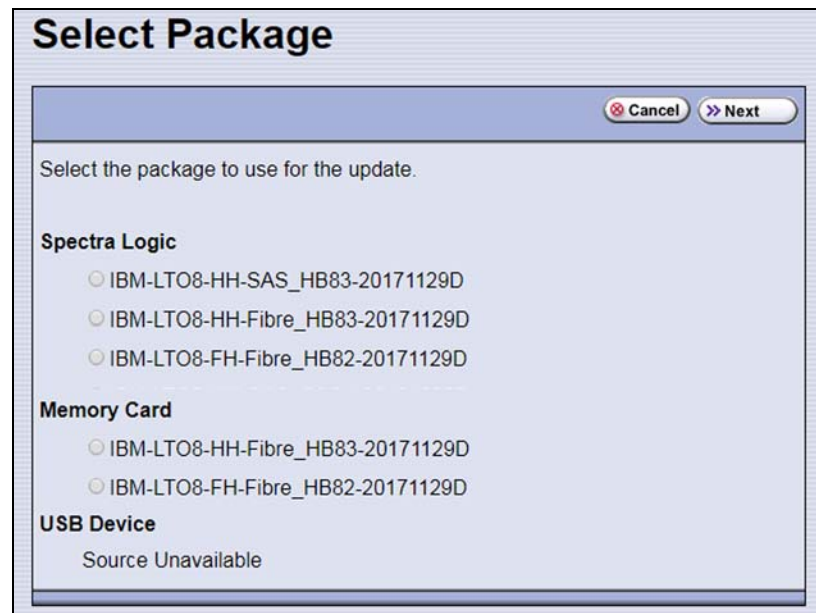 Select Package
Cancel
Next
Select the package to use for the update.
Spectra Logic
IBM-LTO8-HH-SAS_HB83-20171129D
IBM-LTO8-HH-Fibre_HB83-20171129D
IBM-LTO8-FH-Fibre_HB82-20171129D
Memory Card
IBM-LTO8-HH-Fibre_HB83-20171129D
IBM-LTO8-FH-Fibre_HB82-20171129D
USB Device
Source Unavailable